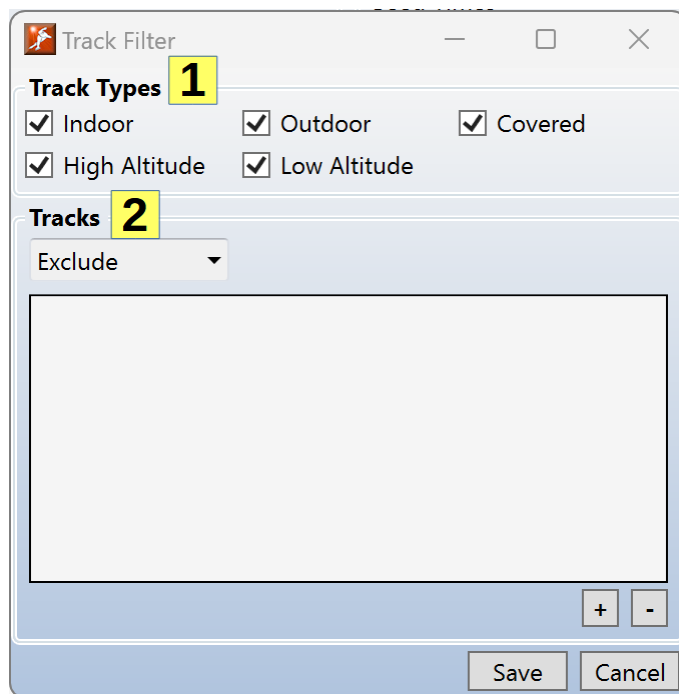 Track Filter
Track Types 1
Indoor Outdoor Covered
High Altitude Low Altitude
Tracks 2
Exclude
+ -
Save Cancel